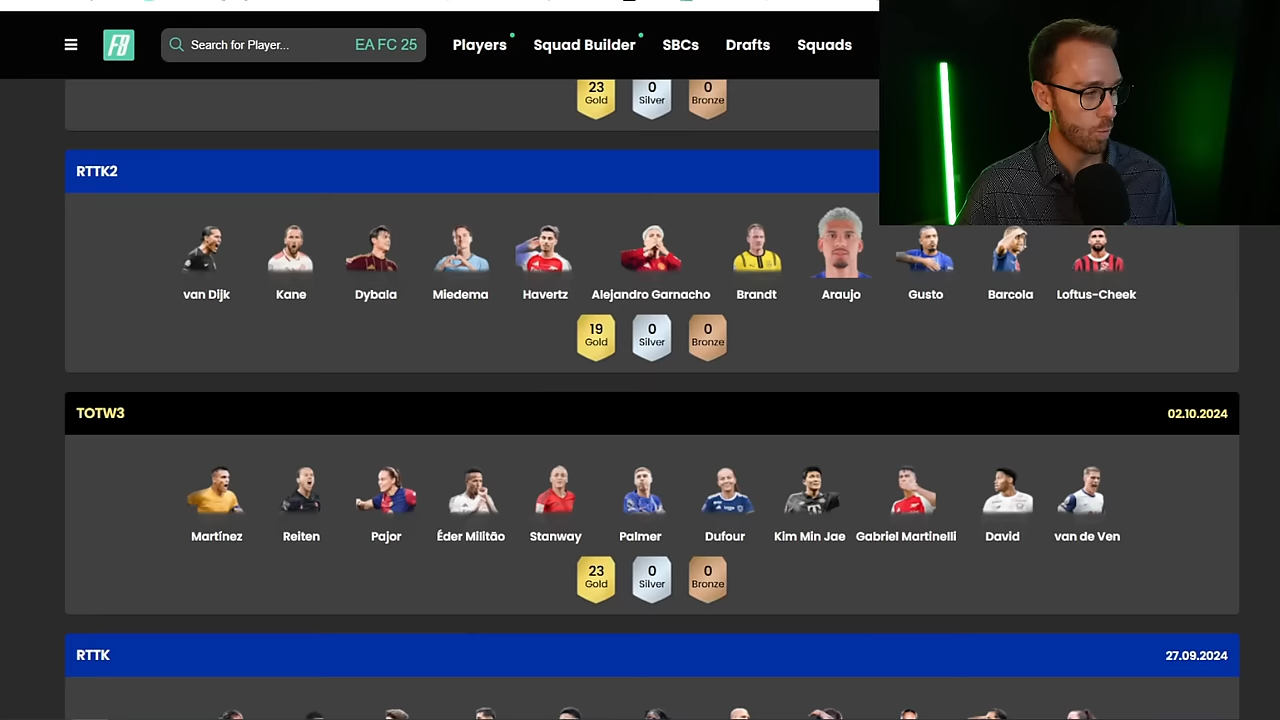 FB
Search for Player...
EA FC 25
Players
Squad Builder
SBCs
Drafts
Squads
23 Gold
0 Silver
0 Bronze
RTTK2
van Dijk
Kane
Dybala
Miedema
Havertz
Alejandro Garnacho
Brandt
Araujo
Gusto
Barcola
Loftus-Cheek
19 Gold
0 Silver
0 Bronze
TOTW3
02.10.2024
Martínez
Reiten
Pajor
Éder Militão
Stanway
Palmer
Dufour
Kim Min Jae
Gabriel Martinelli
David
van de Ven
23 Gold
0 Silver
0 Bronze
RTTK
27.09.2024